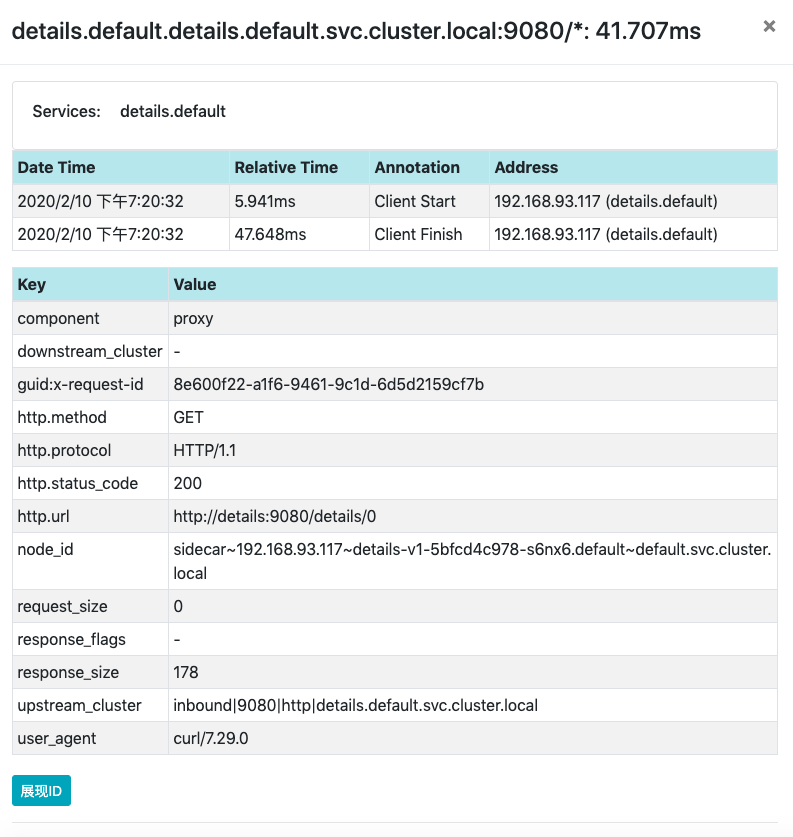 details.default.details.default.svc.cluster.local:9080/*: 41.707ms
×
Services: details.default
Date Time Relative Time Annotation Address
2020/2/10 下午7:20:32 5.941ms Client Start 192.168.93.117 (details.default)
2020/2/10 下午7:20:32 47.648ms Client Finish 192.168.93.117 (details.default)
Key Value
component proxy
downstream_cluster -
guid:x-request-id 8e600f22-a1f6-9461-9c1d-6d5d2159cf7b
http.method GET
http.protocol HTTP/1.1
http.status_code 200
http.url http://details:9080/details/0
node_id sidecar~192.168.93.117~details-v1-5bfcd4c978-s6nx6.default~default.svc.cluster.
local
request_size 0
response_flags -
response_size 178
upstream_cluster inbound|9080|http|details.default.svc.cluster.local
user_agent curl/7.29.0
展现ID